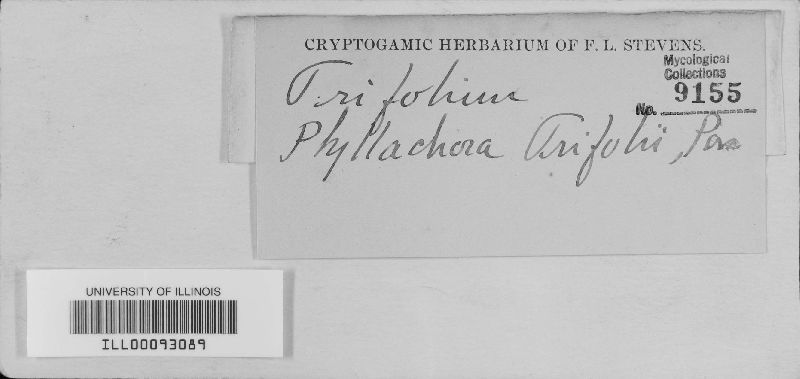 CRYPTOGAMIC HERBARIUM OF F. L. STEVENS.
Mycological
Collections
No. 9155
Trifolium
Phyllachora Trifolii, Pers
UNIVERSITY OF ILLINOIS
ILL00093089